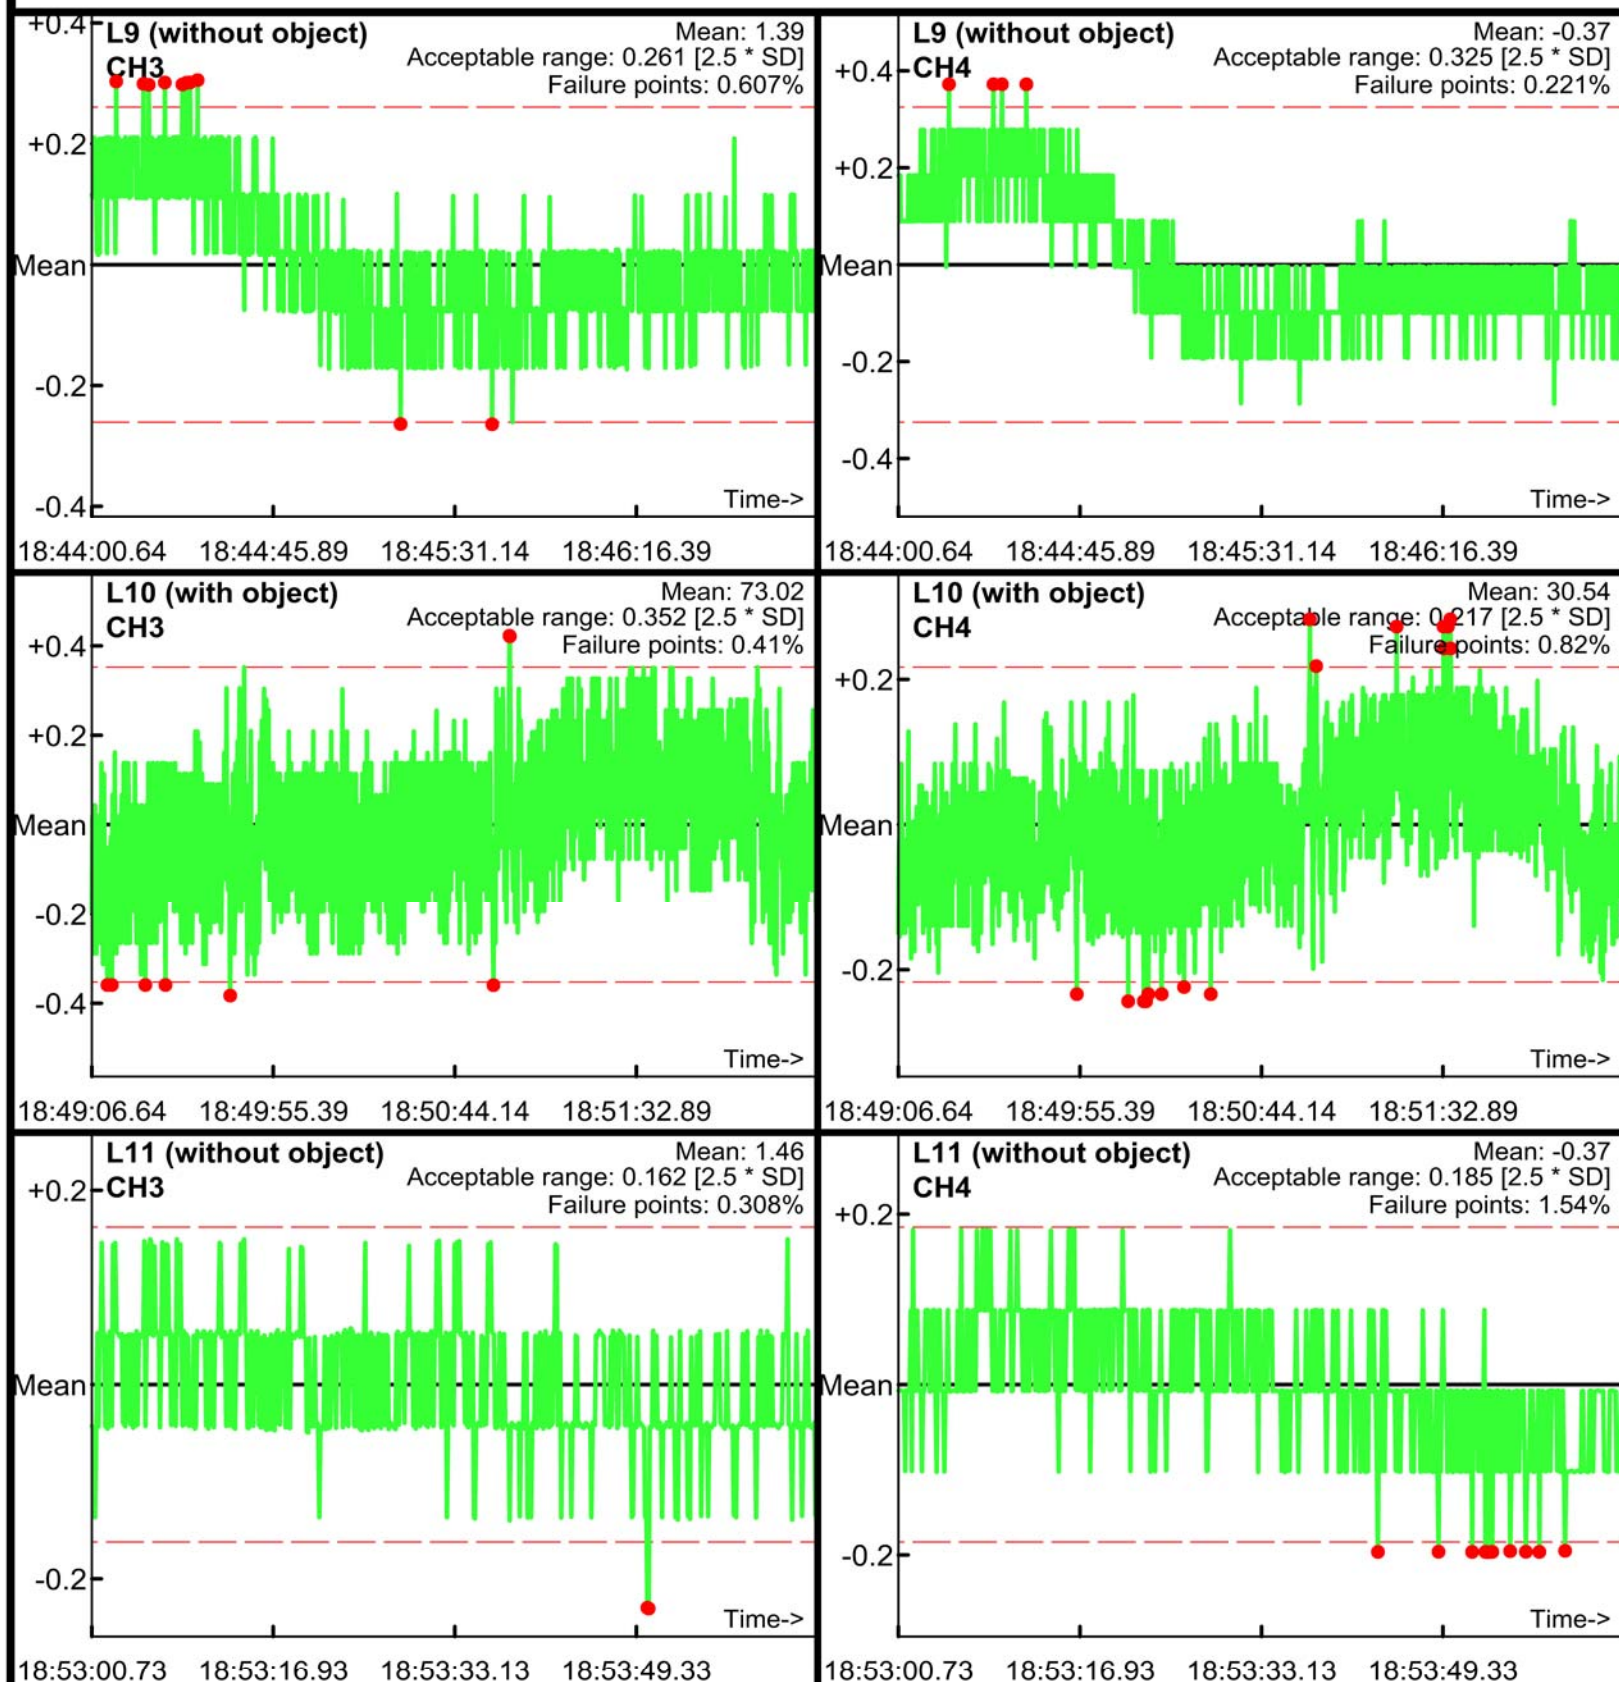 L9 (without object)
CH3
Mean: 1.39
Acceptable range: 0.261 [2.5 * SD]
Failure points: 0.607%
+0.4
+0.2
Mean
-0.2
-0.4
Time->
18:44:00.64 18:44:45.89 18:45:31.14 18:46:16.39
L9 (without object)
CH4
Mean: -0.37
Acceptable range: 0.325 [2.5 * SD]
Failure points: 0.221%
+0.4
+0.2
Mean
-0.2
-0.4
Time->
18:44:00.64 18:44:45.89 18:45:31.14 18:46:16.39
L10 (with object)
CH3
Mean: 73.02
Acceptable range: 0.352 [2.5 * SD]
Failure points: 0.41%
+0.4
+0.2
Mean
-0.2
-0.4
Time->
18:49:06.64 18:49:55.39 18:50:44.14 18:51:32.89
L10 (with object)
CH4
Mean: 30.54
Acceptable range: 0.217 [2.5 * SD]
Failure points: 0.82%
+0.2
Mean
-0.2
Time->
18:49:06.64 18:49:55.39 18:50:44.14 18:51:32.89
L11 (without object)
CH3
Mean: 1.46
Acceptable range: 0.162 [2.5 * SD]
Failure points: 0.308%
+0.2
Mean
-0.2
Time->
18:53:00.73 18:53:16.93 18:53:33.13 18:53:49.33
L11 (without object)
CH4
Mean: -0.37
Acceptable range: 0.185 [2.5 * SD]
Failure points: 1.54%
+0.2
Mean
-0.2
Time->
18:53:00.73 18:53:16.93 18:53:33.13 18:53:49.33